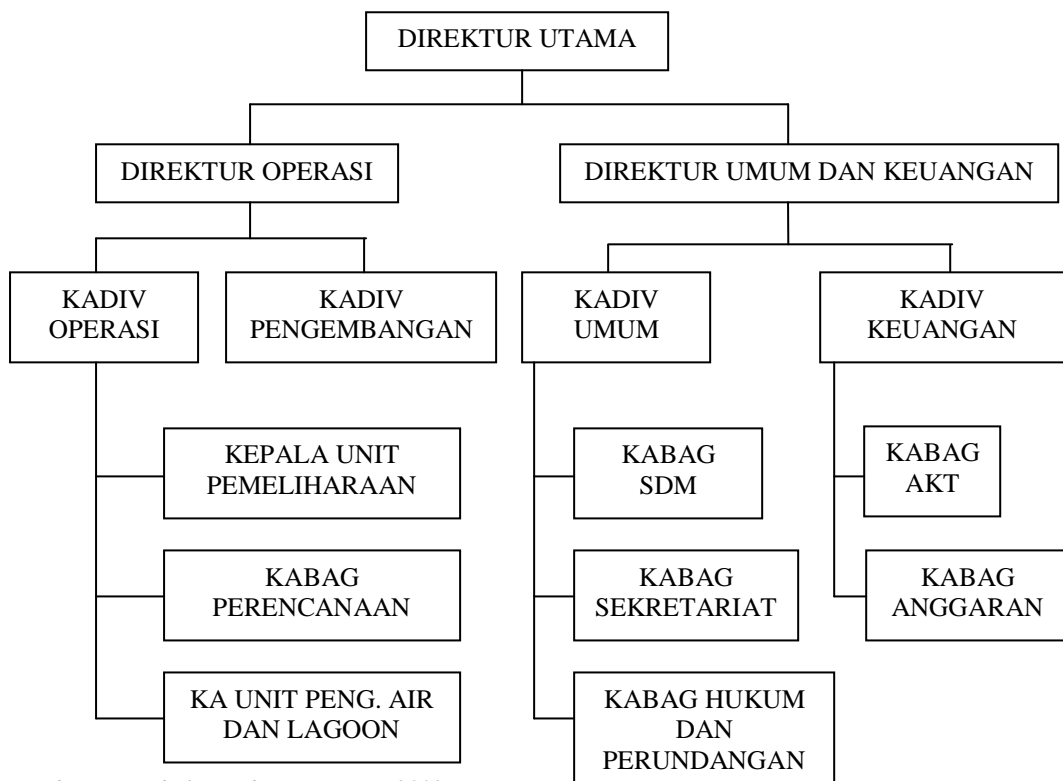 DIREKTUR UTAMA
DIREKTUR OPERASI
DIREKTUR UMUM DAN KEUANGAN
KADIV
OPERASI
KADIV
PENGEMBANGAN
KADIV
UMUM
KADIV
KEUANGAN
KEPALA UNIT
PEMELIHARAAN
KABAG
PERENCANAAN
KA UNIT PENG. AIR
DAN LAGOON
KABAG
SDM
KABAG
SEKRETARIAT
KABAG HUKUM
DAN
PERUNDANGAN
KABAG
AKT
KABAG
ANGGARAN